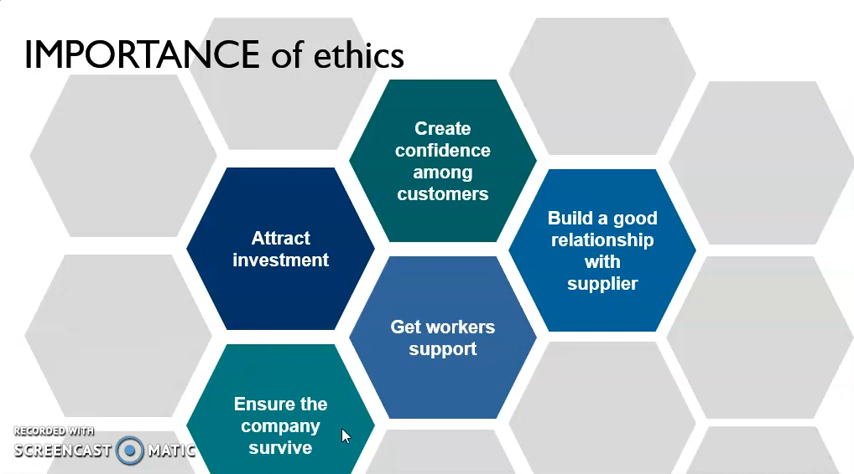 IMPORTANCE of ethics
Create
confidence
among
customers
Attract
investment
Build a good
relationship
with
supplier
Get workers
support
Ensure the
company
survive
RECORDED WITH
SCREENCAST MATIC